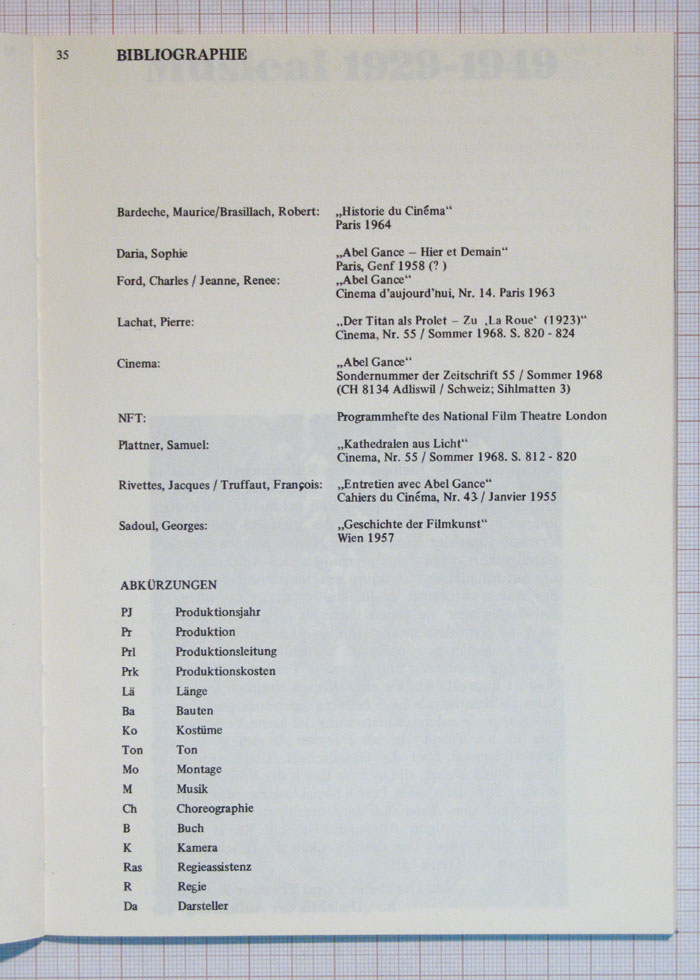 35 BIBLIOGRAPHIE
Musical 1929-1949
Bardeche, Maurice/Brasillach, Robert: „Historie du Cinéma“
Paris 1964
Daria, Sophie „Abel Gance – Hier et Demain“
Paris, Genf 1958 (? )
Ford, Charles / Jeanne, Renee: „Abel Gance“
Cinema d'aujourd'hui, Nr. 14. Paris 1963
Lachat, Pierre: „Der Titan als Prolet – Zu ‚La Roue‘ (1923)“
Cinema, Nr. 55 / Sommer 1968. S. 820 - 824
Cinema: „Abel Gance“
Sondernummer der Zeitschrift 55 / Sommer 1968
(CH 8134 Adliswil / Schweiz; Sihlmatten 3)
NFT: Programmhefte des National Film Theatre London
Plattner, Samuel: „Kathedralen aus Licht“
Cinema, Nr. 55 / Sommer 1968. S. 812 - 820
Rivettes, Jacques / Truffaut, François: „Entretien avec Abel Gance“
Cahiers du Cinéma, Nr. 43 / Janvier 1955
Sadoul, Georges: „Geschichte der Filmkunst“
Wien 1957
ABKÜRZUNGEN
PJ Produktionsjahr
Pr Produktion
Prl Produktionsleitung
Prk Produktionskosten
Lä Länge
Ba Bauten
Ko Kostüme
Ton Ton
Mo Montage
M Musik
Ch Choreographie
B Buch
K Kamera
Ras Regieassistenz
R Regie
Da Darsteller